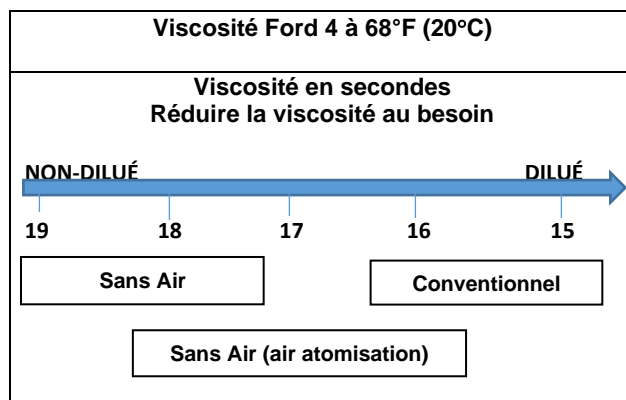 Viscosité Ford 4 à 68°F (20°C)
Viscosité en secondes
Réduire la viscosité au besoin
NON-DILUÉ DILUÉ
19 18 17 16 15
Sans Air Conventionnel
Sans Air (air atomisation)